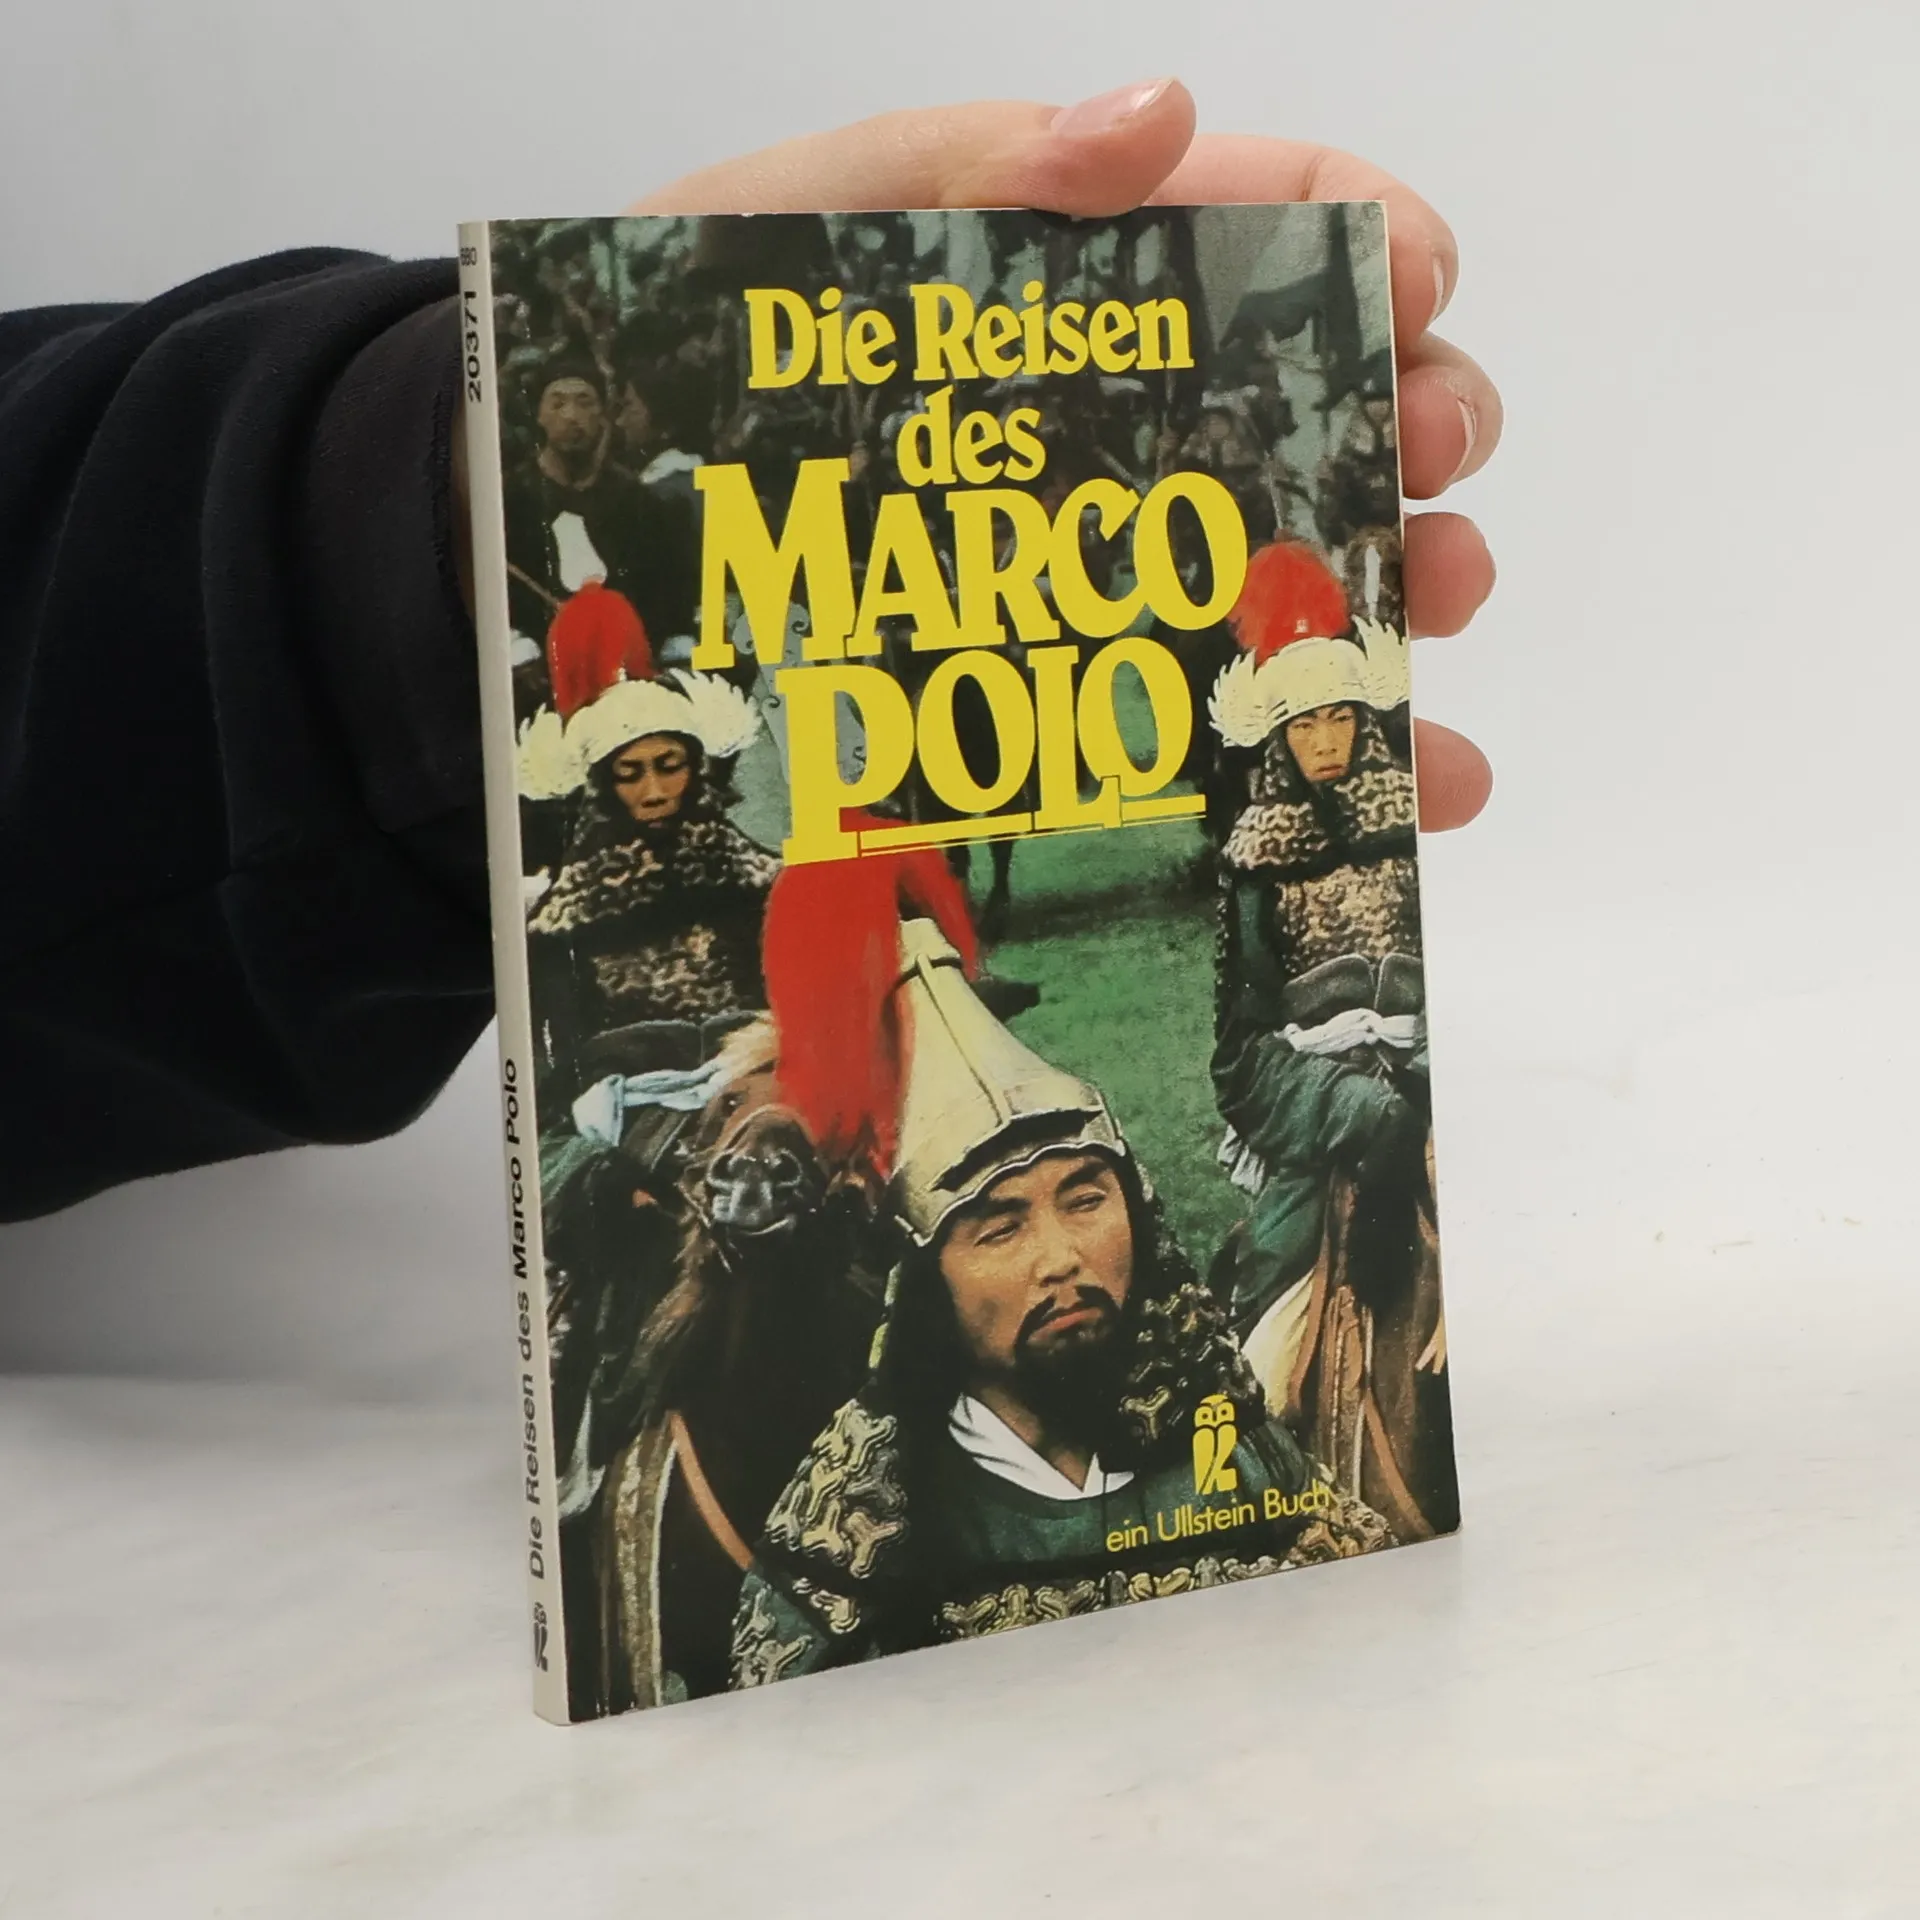 Die Reisen
des
MARCO
POLO
ein Ullstein Buch
20371
Die Reisen des Marco Polo